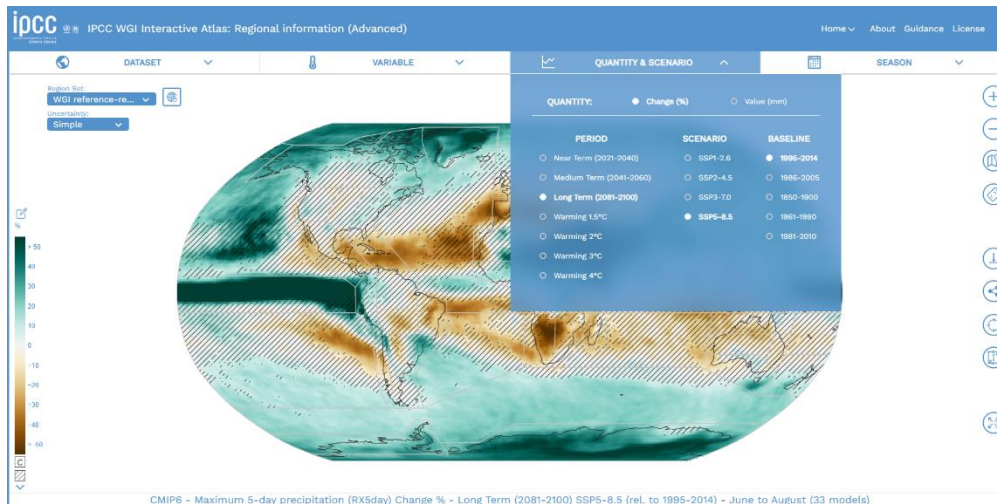 ipcc
IPCC WGI Interactive Atlas: Regional information (Advanced)
Home About Guidance License
DATASET VARIABLE QUANTITY & SCENARIO SEASON
Region Set:
WGI reference-re...
Uncertainty:
Simple
QUANTITY: Change (%) Value (mm)
PERIOD SCENARIO BASELINE
Near Term (2021-2040) SSP1-2.6 1995-2014
Medium Term (2041-2060) SSP2-4.5 1986-2005
Long Term (2081-2100) SSP3-7.0 1850-1900
Warming 1.5°C SSP5-8.5 1961-1990
Warming 2°C 1981-2010
Warming 3°C
Warming 4°C
%
> 50
40
30
20
10
0
-10
-20
-30
-40
< -50
C
CMIP6 - Maximum 5-day precipitation (RX5day) Change % - Long Term (2081-2100) SSP5-8.5 (rel. to 1995-2014) - June to August (33 models)